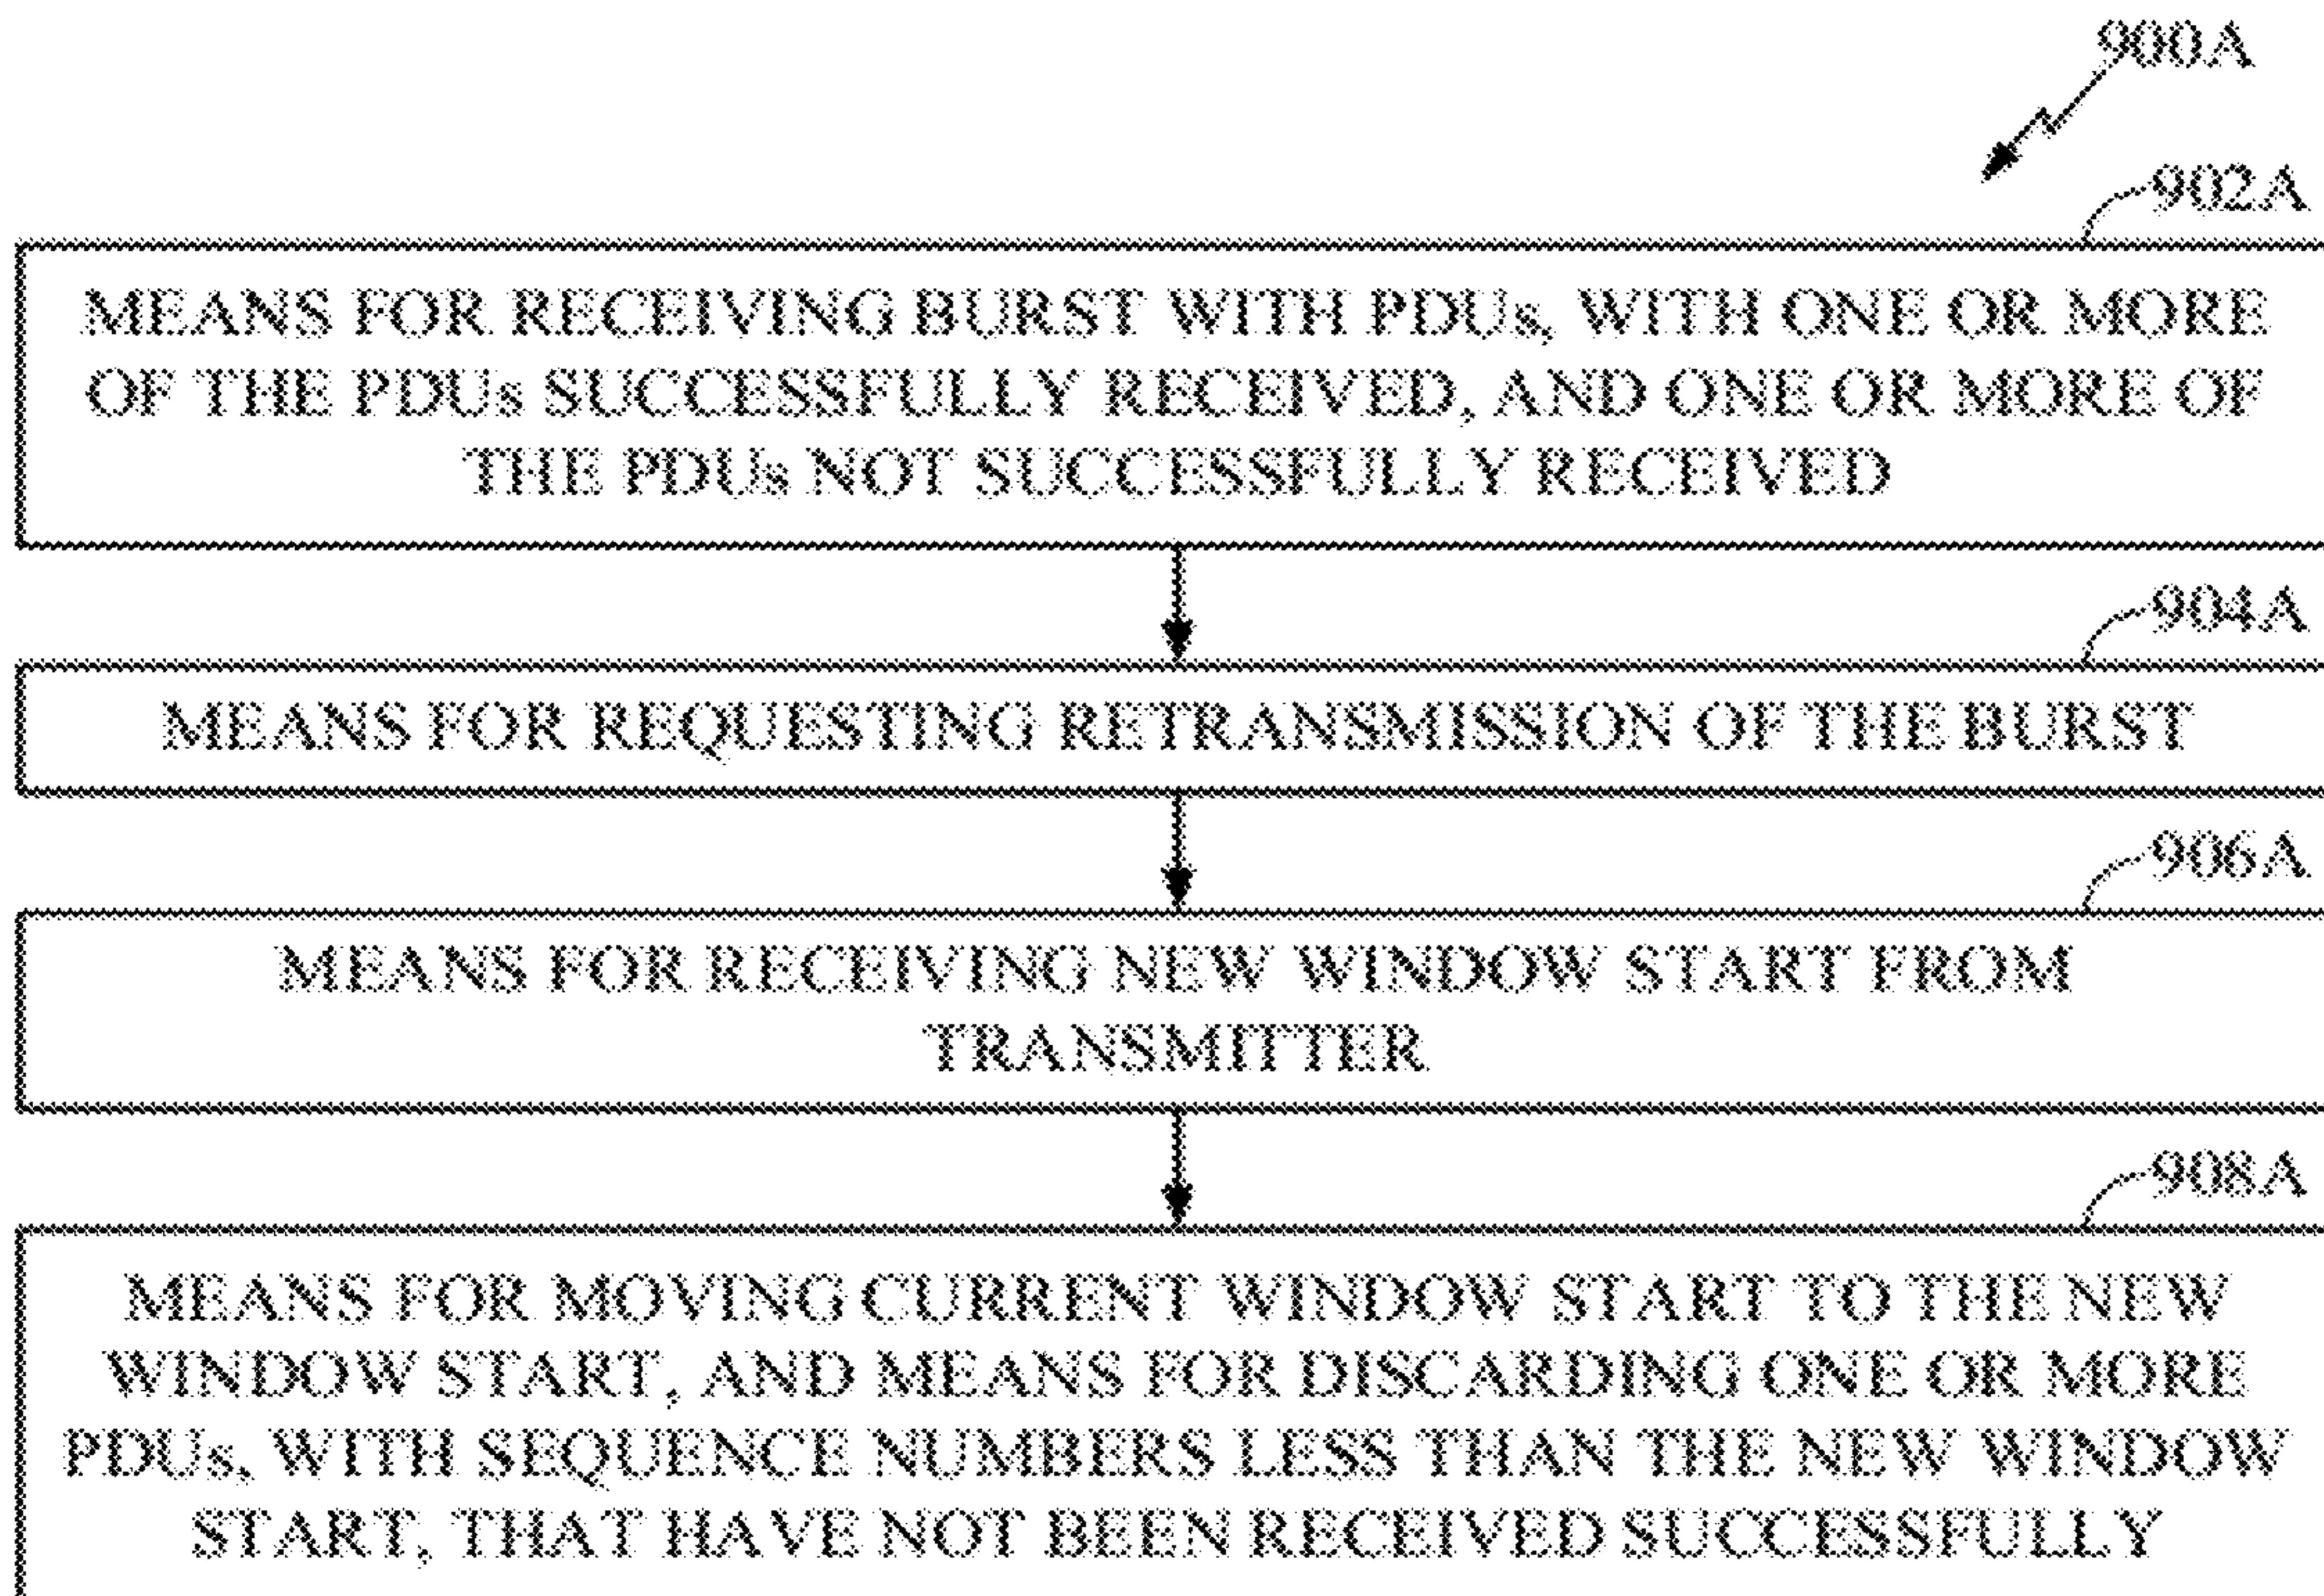 900A
902A
MEANS FOR RECEIVING BURST WITH PDUs, WITH ONE OR MORE
OF THE PDUs SUCCESSFULLY RECEIVED, AND ONE OR MORE OF
THE PDUs NOT SUCCESSFULLY RECEIVED
904A
MEANS FOR REQUESTING RETRANSMISSION OF THE BURST
906A
MEANS FOR RECEIVING NEW WINDOW START FROM
TRANSMITTER
908A
MEANS FOR MOVING CURRENT WINDOW START TO THE NEW
WINDOW START, AND MEANS FOR DISCARDING ONE OR MORE
PDUs, WITH SEQUENCE NUMBERS LESS THAN THE NEW WINDOW
START, THAT HAVE NOT BEEN RECEIVED SUCCESSFULLY